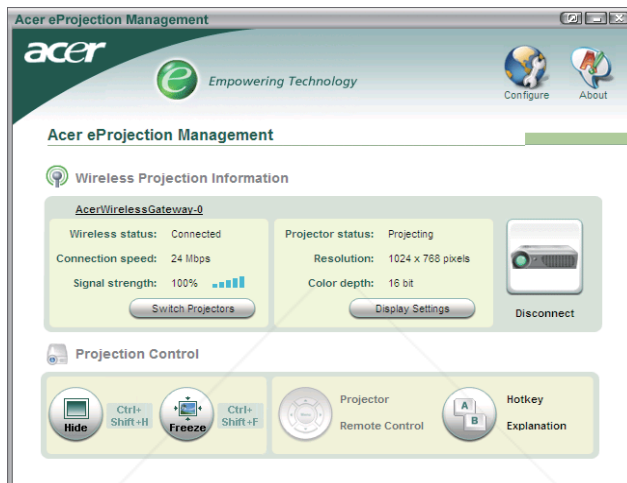 Acer eProjection Management
acer
e Empowering Technology
Configure About
Acer eProjection Management
Wireless Projection Information
AcerWirelessGateway-0
Wireless status: Connected
Connection speed: 24 Mbps
Signal strength: 100%
Switch Projectors
Projector status: Projecting
Resolution: 1024 x 768 pixels
Color depth: 16 bit
Display Settings
Disconnect
Projection Control
Hide
Ctrl+
Shift+H
Freeze
Ctrl+
Shift+F
Menu
Projector
Remote Control
A
B
Hotkey
Explanation